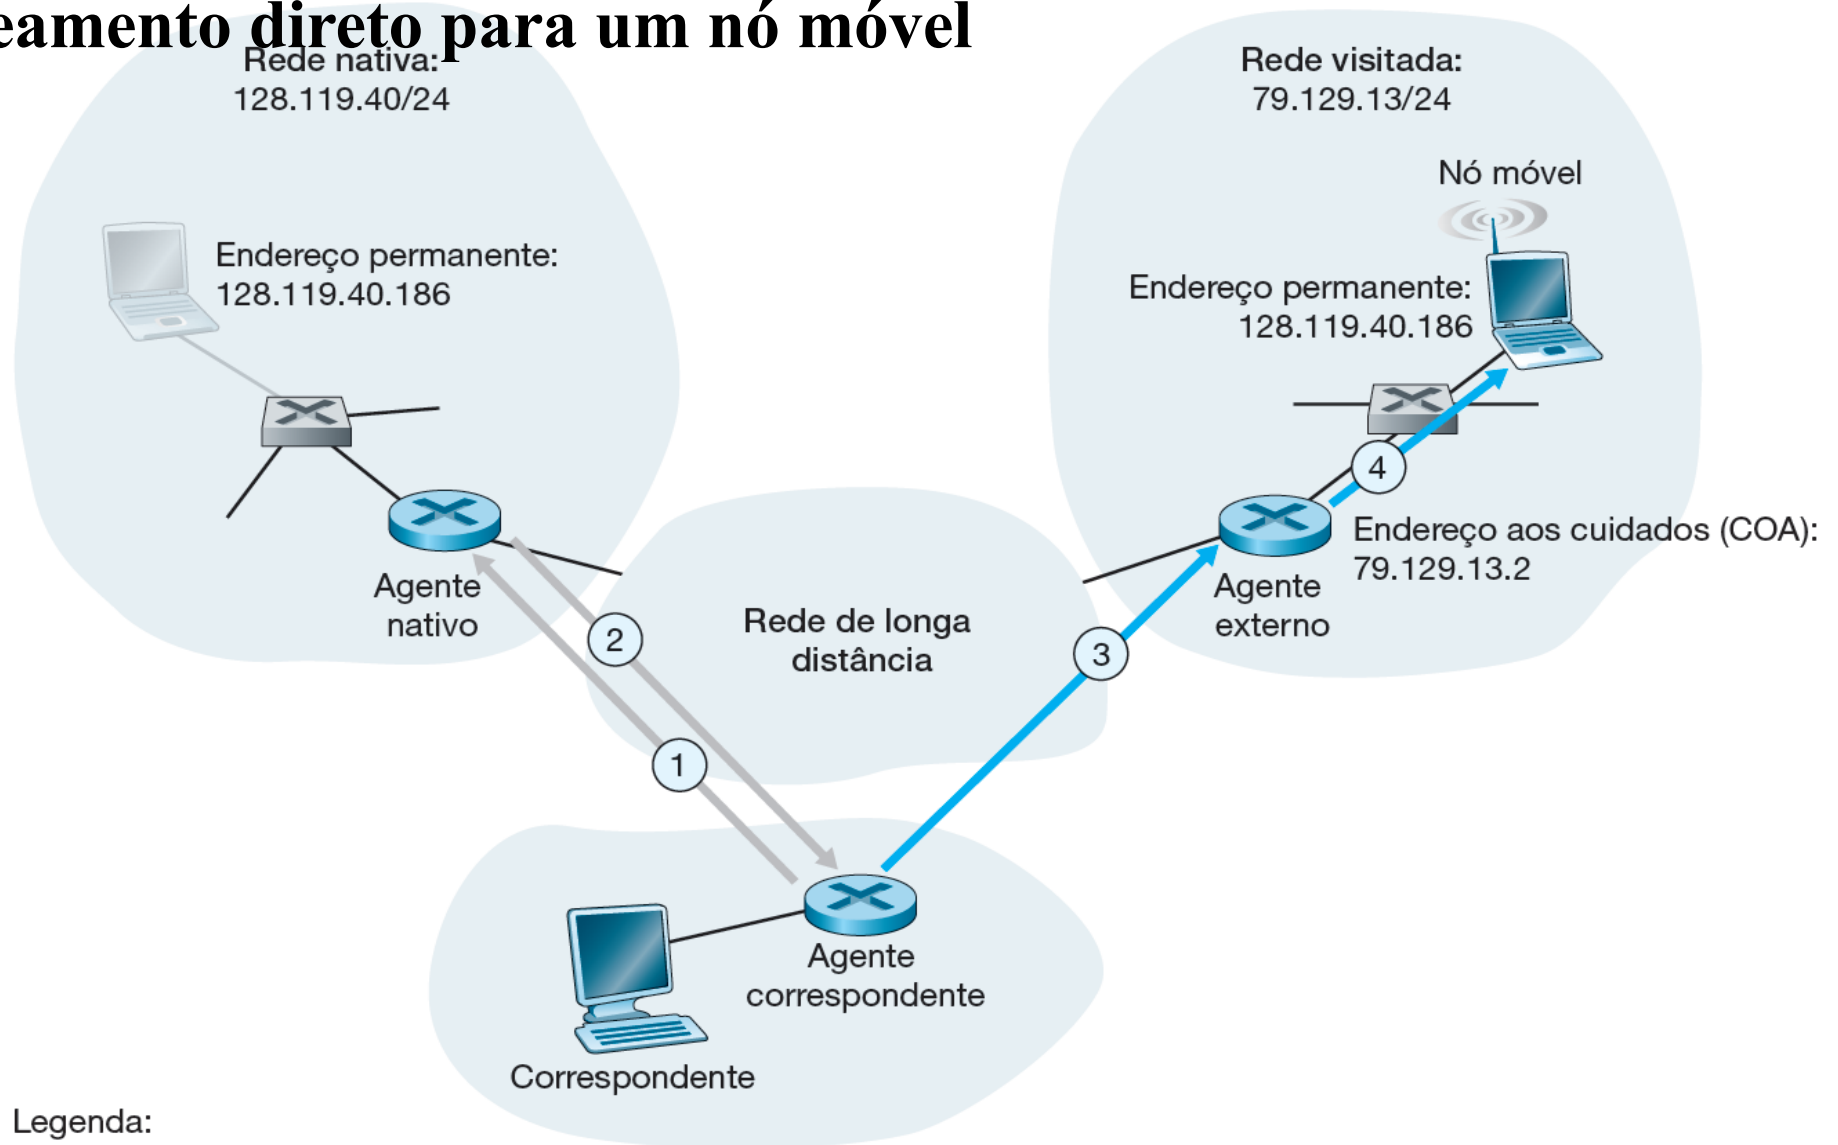 eamento direto para um nó móvel
Rede nativa:
128.119.40/24
Rede visitada:
79.129.13/24
Nó móvel
Endereço permanente:
128.119.40.186
Endereço permanente:
128.119.40.186
4
Endereço aos cuidados (COA):
79.129.13.2
Agente
nativo
Agente
externo
2
Rede de longa
distância
3
1
Agente
correspondente
Correspondente
Legenda: